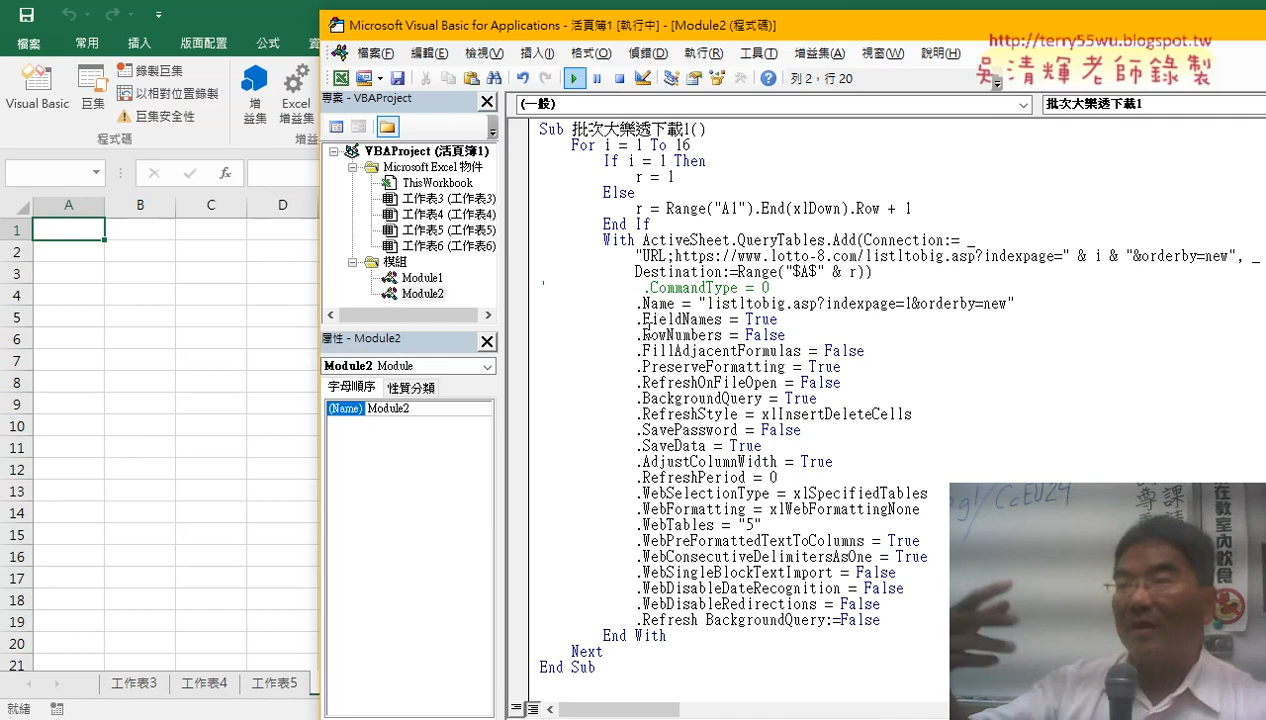 Microsoft Visual Basic for Applications - 活頁簿1 [執行中] - [Module2 (程式碼)]
http://terry55wu.blogspot.tw
吳清輝老師錄製
檔案 常用 插入 版面配置 公式
檔案(F) 編輯(E) 檢視(V) 插入(I) 格式(O) 偵錯(D) 執行(R) 工具(T) 增益集(A) 視窗(W) 說明(H)
列 2, 行 20
Visual Basic
巨集
錄製巨集
以相對位置錄製
巨集安全性
程式碼
增益集
Excel 增益集
專案 - VBAProject
VBAProject (活頁簿1)
Microsoft Excel 物件
ThisWorkbook
工作表3 (工作表3)
工作表4 (工作表4)
工作表5 (工作表5)
工作表6 (工作表6)
模組
Module1
Module2
屬性 - Module2
Module2 Module
字母順序 性質分類
(Name) Module2
(一般) 批次大樂透下載1
Sub 批次大樂透下載1()
For i = 1 To 16
If i = 1 Then
r = 1
Else
r = Range("A1").End(xlDown).Row + 1
End If
With ActiveSheet.QueryTables.Add(Connection:= _
"URL;https://www.lotto-8.com/listltobig.asp?indexpage=" & i & "&orderby=new", _
Destination:=Range("$A$" & r))
' .CommandType = 0
.Name = "listltobig.asp?indexpage=1&orderby=new"
.FieldNames = True
.RowNumbers = False
.FillAdjacentFormulas = False
.PreserveFormatting = True
.RefreshOnFileOpen = False
.BackgroundQuery = True
.RefreshStyle = xlInsertDeleteCells
.SavePassword = False
.SaveData = True
.AdjustColumnWidth = True
.RefreshPeriod = 0
.WebSelectionType = xlSpecifiedTables
.WebFormatting = xlWebFormattingNone
.WebTables = "5"
.WebPreFormattedTextToColumns = True
.WebConsecutiveDelimitersAsOne = True
.WebSingleBlockTextImport = False
.WebDisableDateRecognition = False
.WebDisableRedirections = False
.Refresh BackgroundQuery:=False
End With
Next
End Sub
A B C D
1
2
3
4
5
6
7
8
9
10
11
12
13
14
15
16
17
18
19
20
21
工作表3 工作表4 工作表5
就緒
在教室內飲食